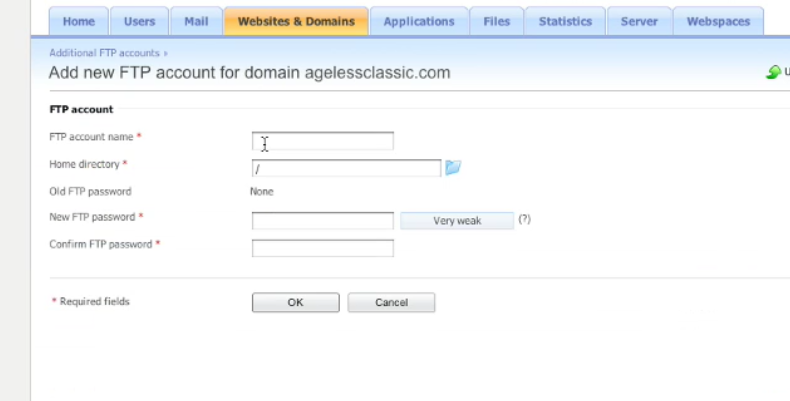 Home Users Mail Websites & Domains Applications Files Statistics Server Webspaces
Additional FTP accounts »
Add new FTP account for domain agelessclassic.com
FTP account
FTP account name *
Home directory * /
Old FTP password None
New FTP password * Very weak (?)
Confirm FTP password *
* Required fields OK Cancel